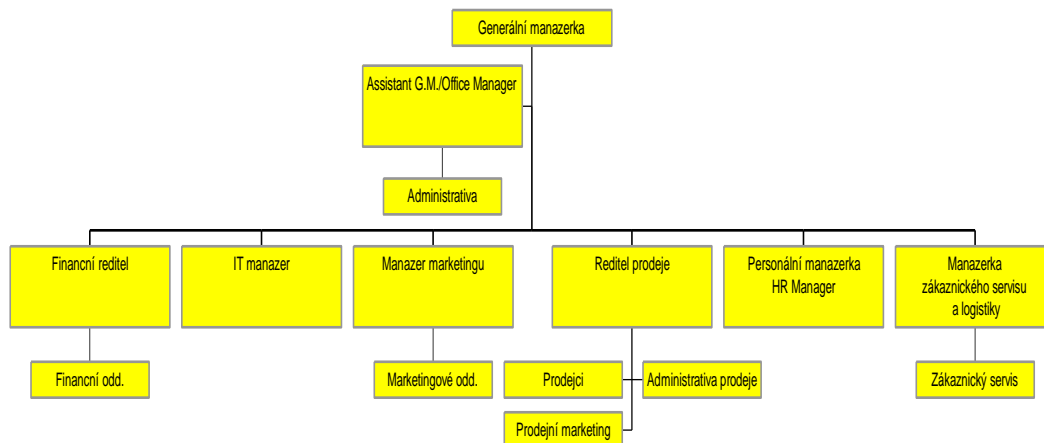 Generální manazerka
Assistant G.M./Office Manager
Administrativa
Financní reditel
IT manazer
Manazer marketingu
Reditel prodeje
Personální manazerka
HR Manager
Manazerka
zákaznického servisu
a logistiky
Financní odd.
Marketingové odd.
Prodejci
Administrativa prodeje
Zákaznický servis
Prodejní marketing